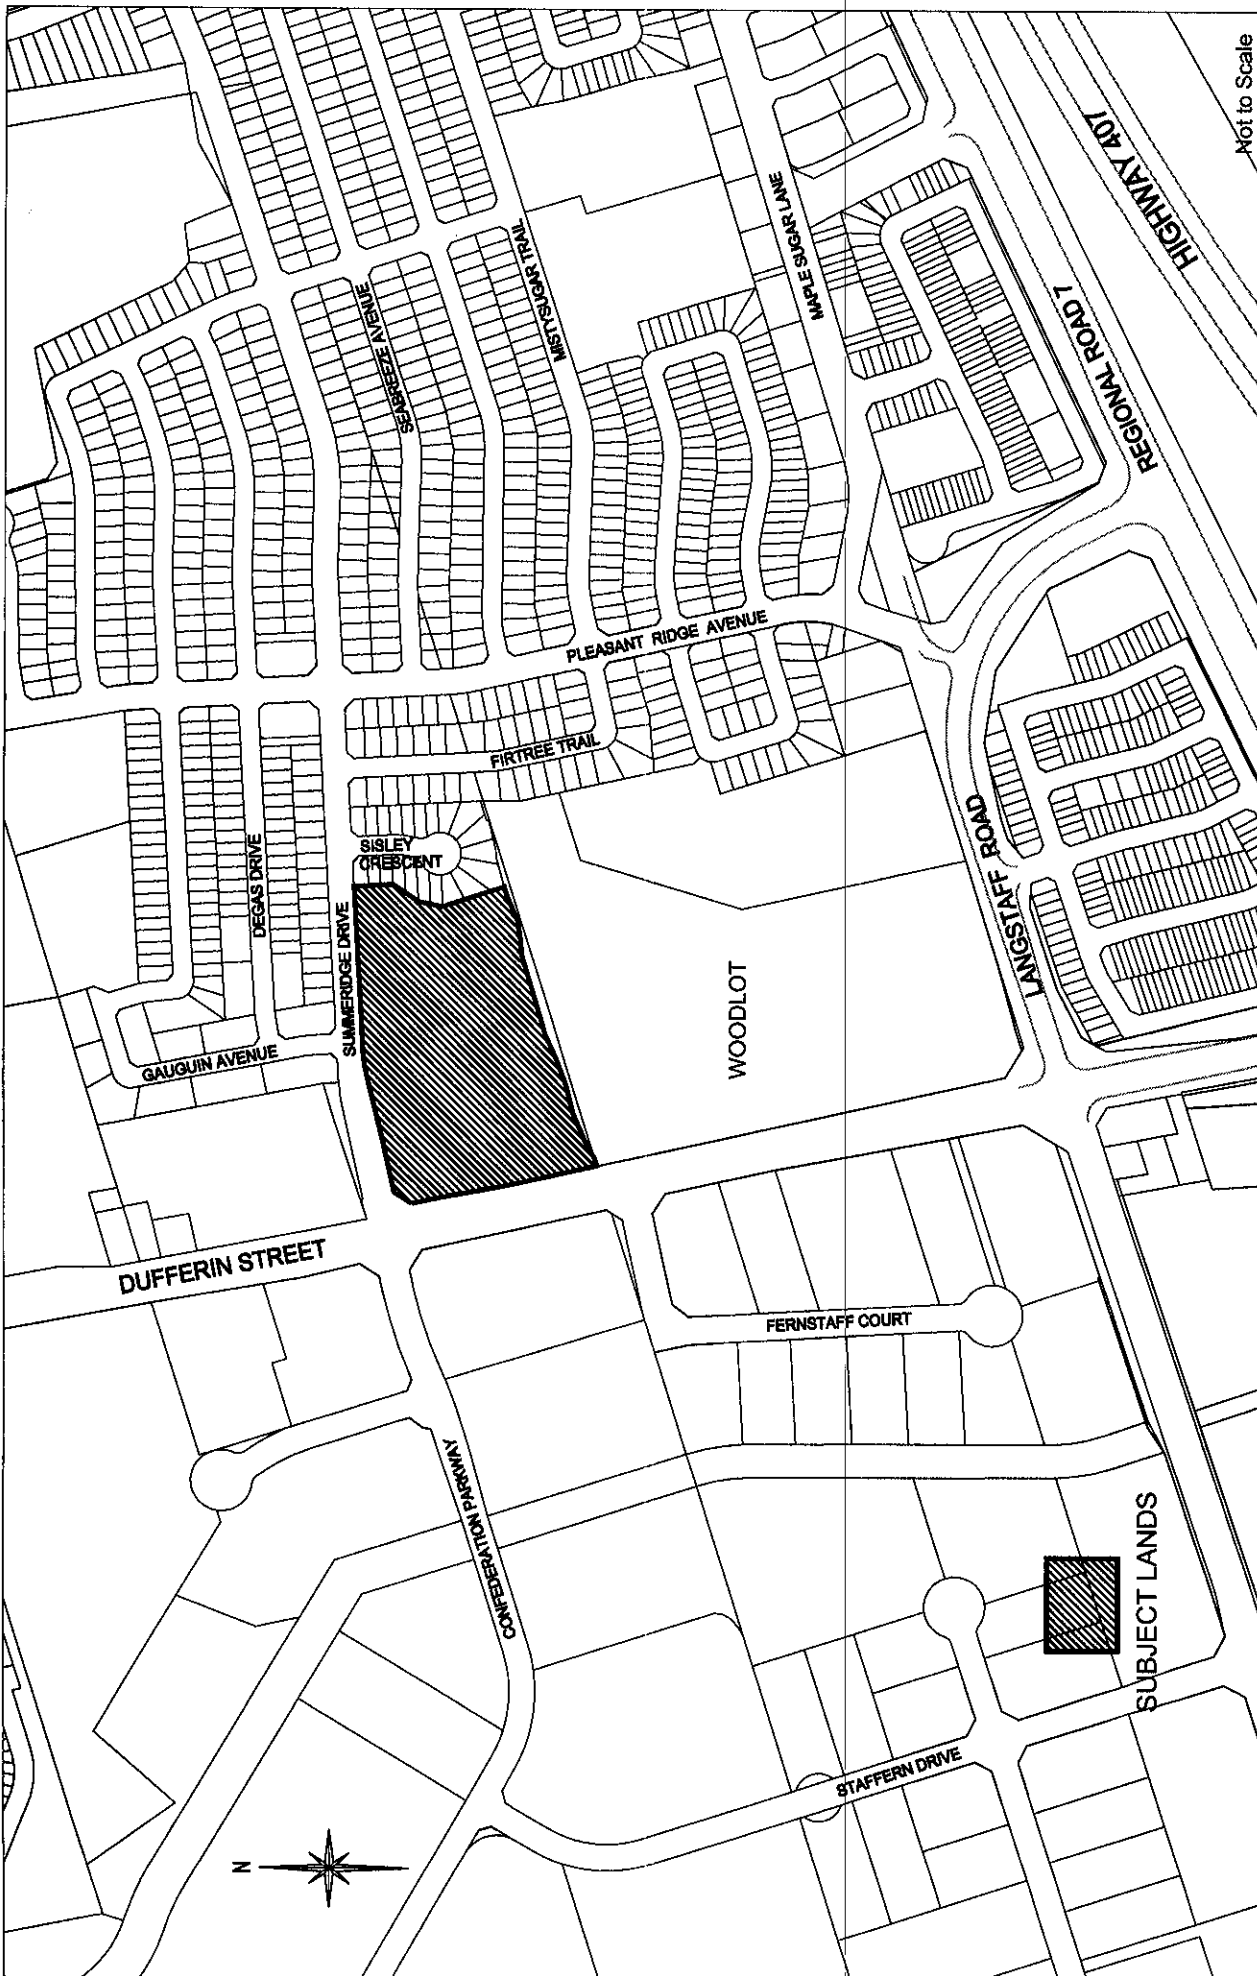 Not to Scale
HIGHWAY 407
REGIONAL ROAD 7
MAPLE SUGAR LANE
MISTYSUGAR TRAIL
SEABREEZE AVENUE
PLEASANT RIDGE AVENUE
FIRTREE TRAIL
SISLEY
CRESCENT
DEGAS DRIVE
SUMMERIDGE DRIVE
GAUGUIN AVENUE
LANGSTAFF ROAD
WOODLOT
DUFFERIN STREET
FERNSTAFF COURT
CONFEDERATION PARKWAY
SUBJECT LANDS
STAFFERN DRIVE
N